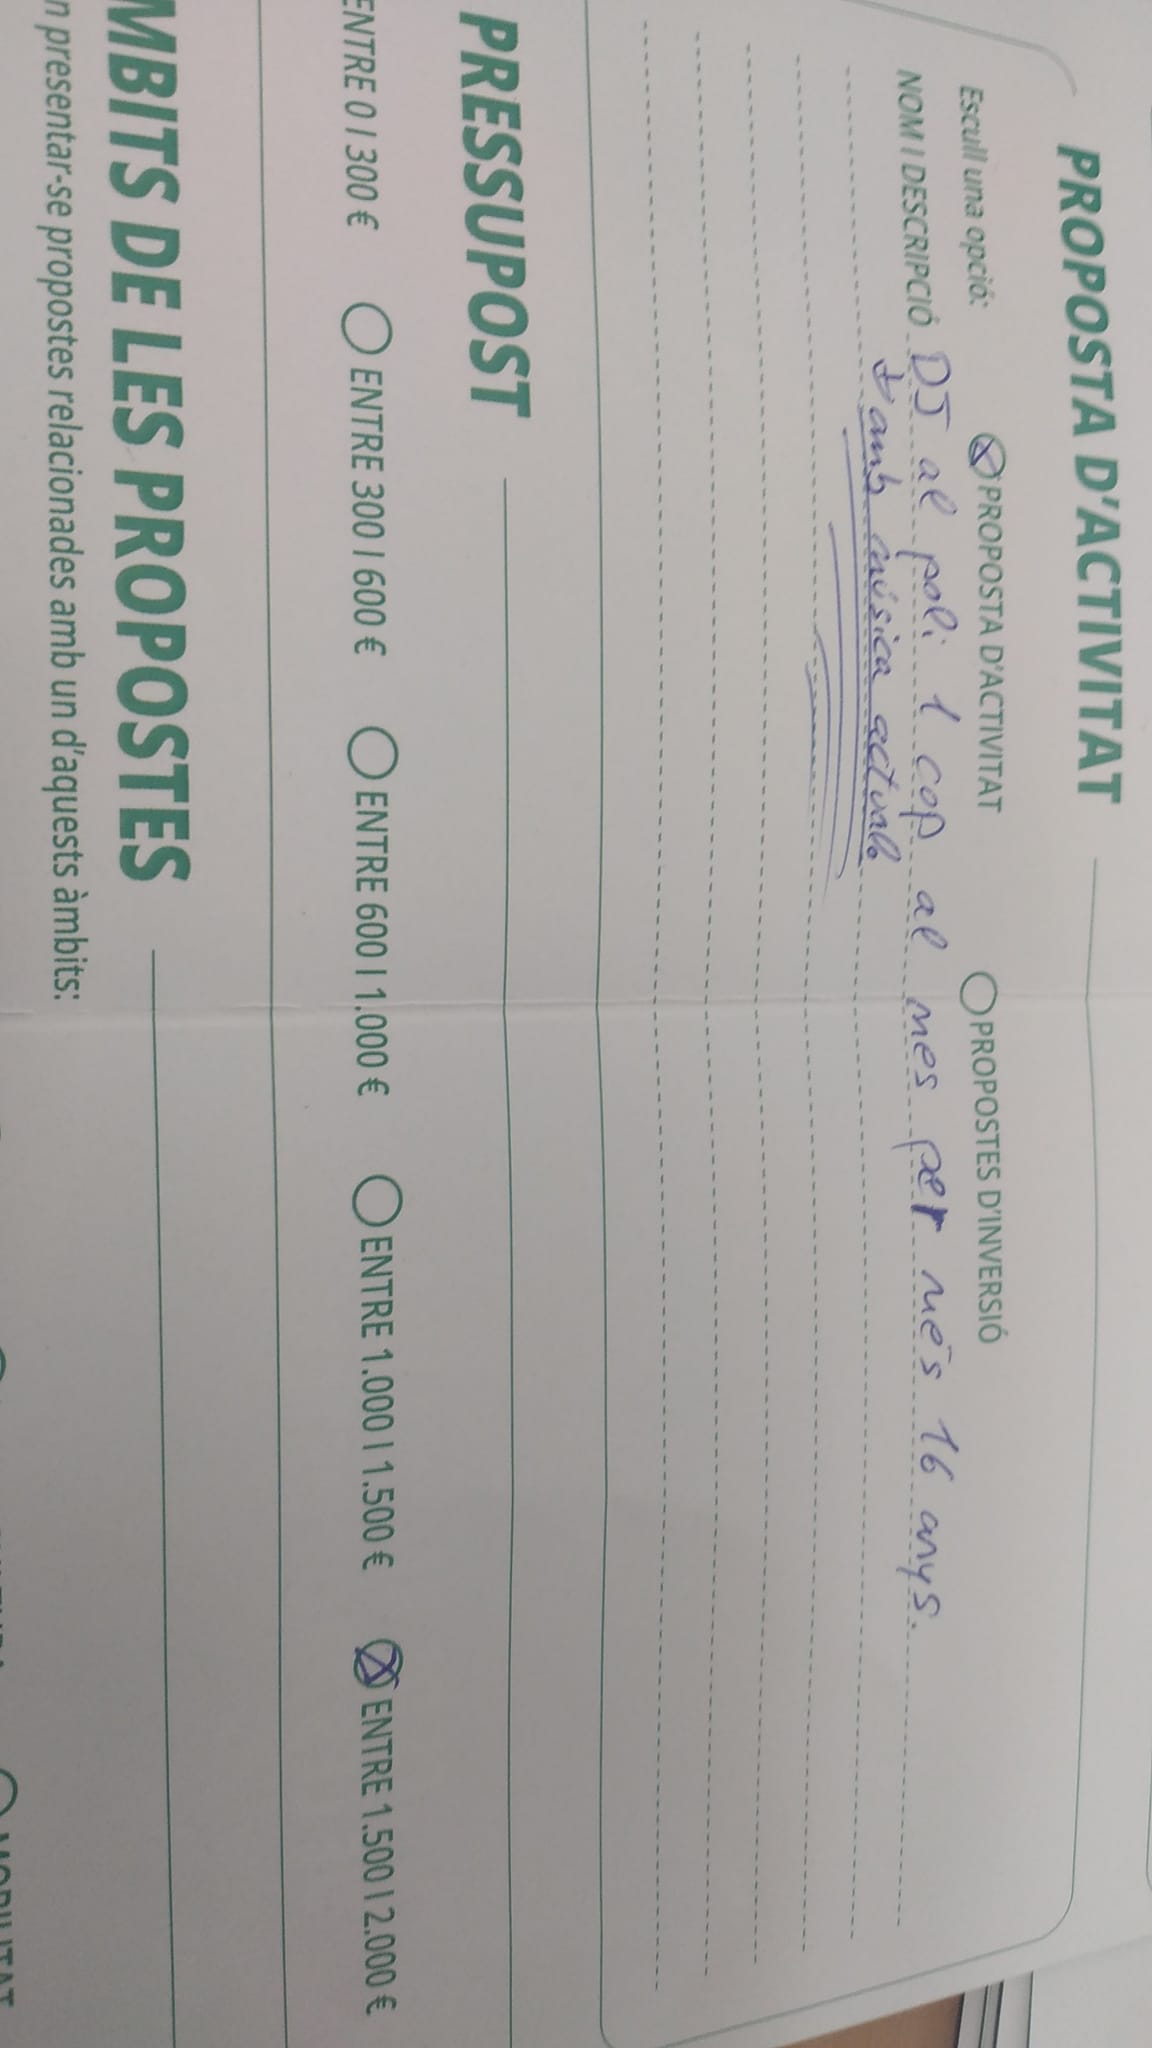 PROPOSTA D'ACTIVITAT
Escull una opció:
PROPOSTA D'ACTIVITAT
PROPOSTES D'INVERSIÓ
NOM I DESCRIPCIÓ DJ al poli 1 cop al mes per més 16 anys.
amb música actual
PRESSUPOST
ENTRE 0 I 300 €
ENTRE 300 I 600 €
ENTRE 600 I 1.000 €
ENTRE 1.000 I 1.500 €
ENTRE 1.500 I 2.000 €
MBITS DE LES PROPOSTES
n presentar-se propostes relacionades amb un d'aquests àmbits:
MOBILITAT